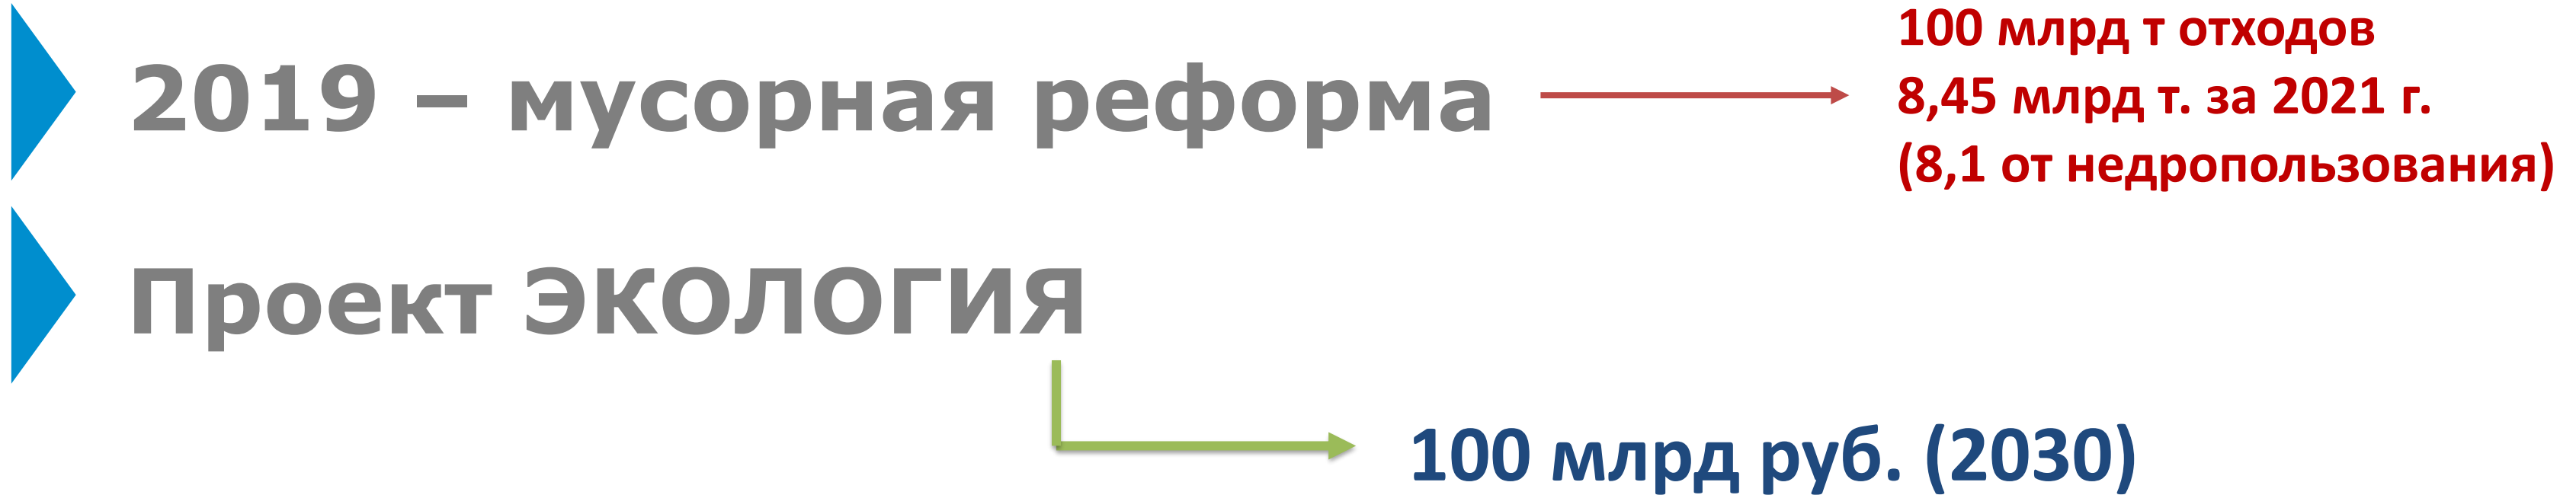 2019 – мусорная реформа
100 млрд т отходов
8,45 млрд т. за 2021 г.
(8,1 от недропользования)
Проект ЭКОЛОГИЯ
100 млрд руб. (2030)